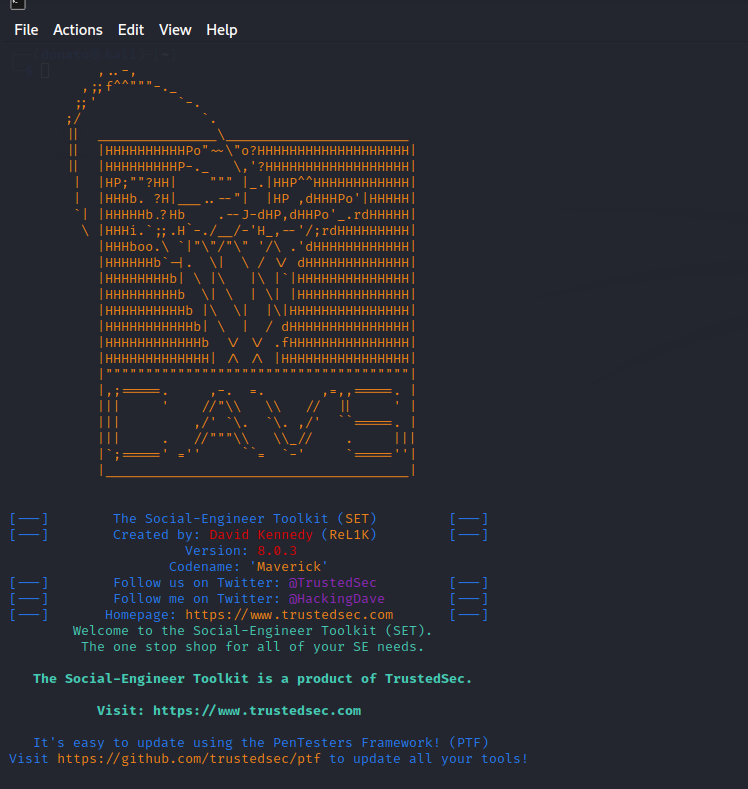 File Actions Edit View Help
CAVS
[---] The Social-Engineer Toolkit (SET) [---]
[---] Created by: David Kennedy (ReL1K) [---]
Version: 8.0.3
Codename: 'Maverick'
[---] Follow us on Twitter: @TrustedSec [---]
[---] Follow me on Twitter: @HackingDave [---]
[---] Homepage: https://www.trustedsec.com [---]
Welcome to the Social-Engineer Toolkit (SET).
The one stop shop for all of your SE needs.
The Social-Engineer Toolkit is a product of TrustedSec.
Visit: https://www.trustedsec.com
It's easy to update using the PenTesters Framework! (PTF)
Visit https://github.com/trustedsec/ptf to update all your tools!